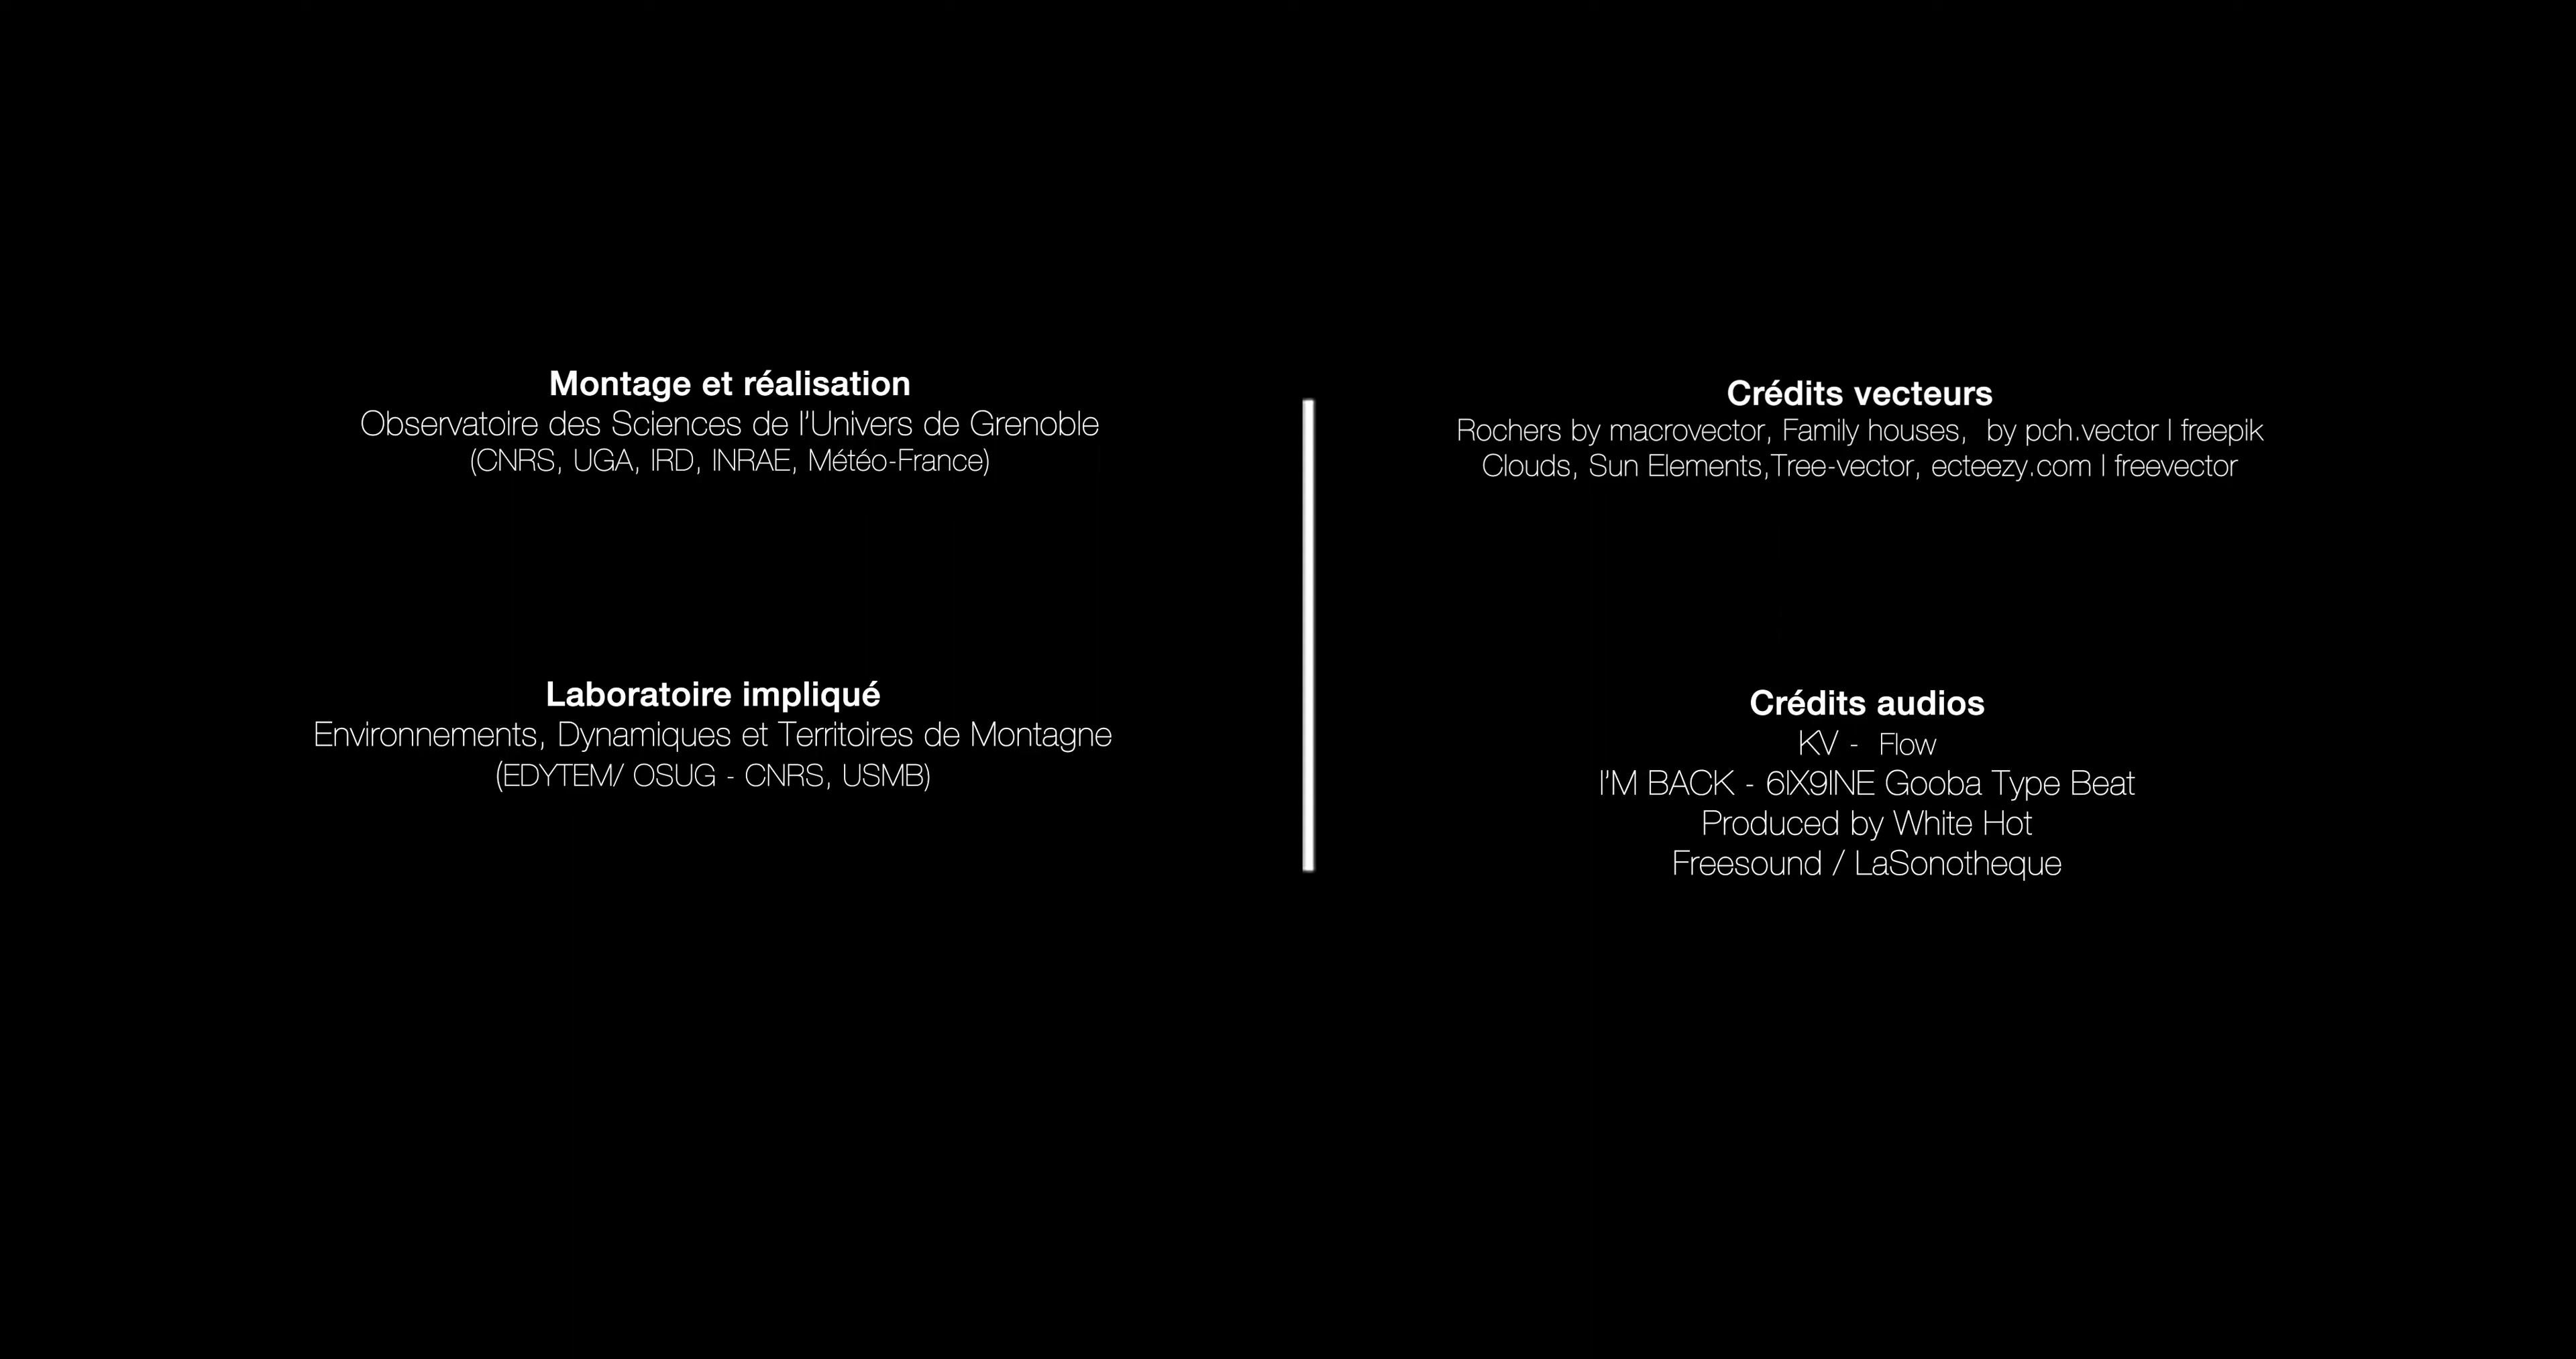 Montage et réalisation
Observatoire des Sciences de l'Univers de Grenoble
(CNRS, UGA, IRD, INRAE, Météo-France)
Laboratoire impliqué
Environnements, Dynamiques et Territoires de Montagne
(EDYTEM/ OSUG - CNRS, USMB)
Crédits vecteurs
Rochers by macrovector, Family houses,  by pch.vector | freepik
Clouds, Sun Elements,Tree-vector, ecteezy.com | freevector
Crédits audios
KV -  Flow
I'M BACK - 6IX9INE Gooba Type Beat
Produced by White Hot
Freesound / LaSonotheque